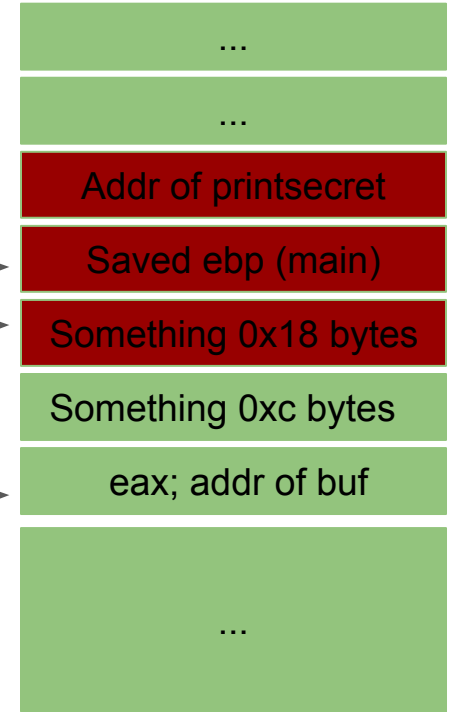 ...
...
Addr of printsecret
Saved ebp (main)
Something 0x18 bytes
Something 0xc bytes
eax; addr of buf
...